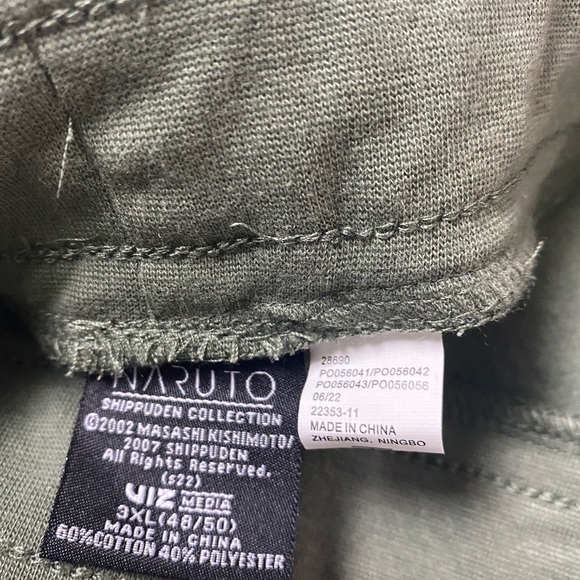 NARUTO
SHIPPUDEN COLLECTION
©2002 MASASHI KISHIMOTO/
2007 SHIPPUDEN
All Rights Reserved.
(s22)
VIZ MEDIA
3XL(48/50)
MADE IN CHINA
60%COTTON 40% POLYESTER
28690
PO056041/PO056042
PO056043/PO056056
06/22
22353-11
MADE IN CHINA
ZHEJIANG, NINGBO